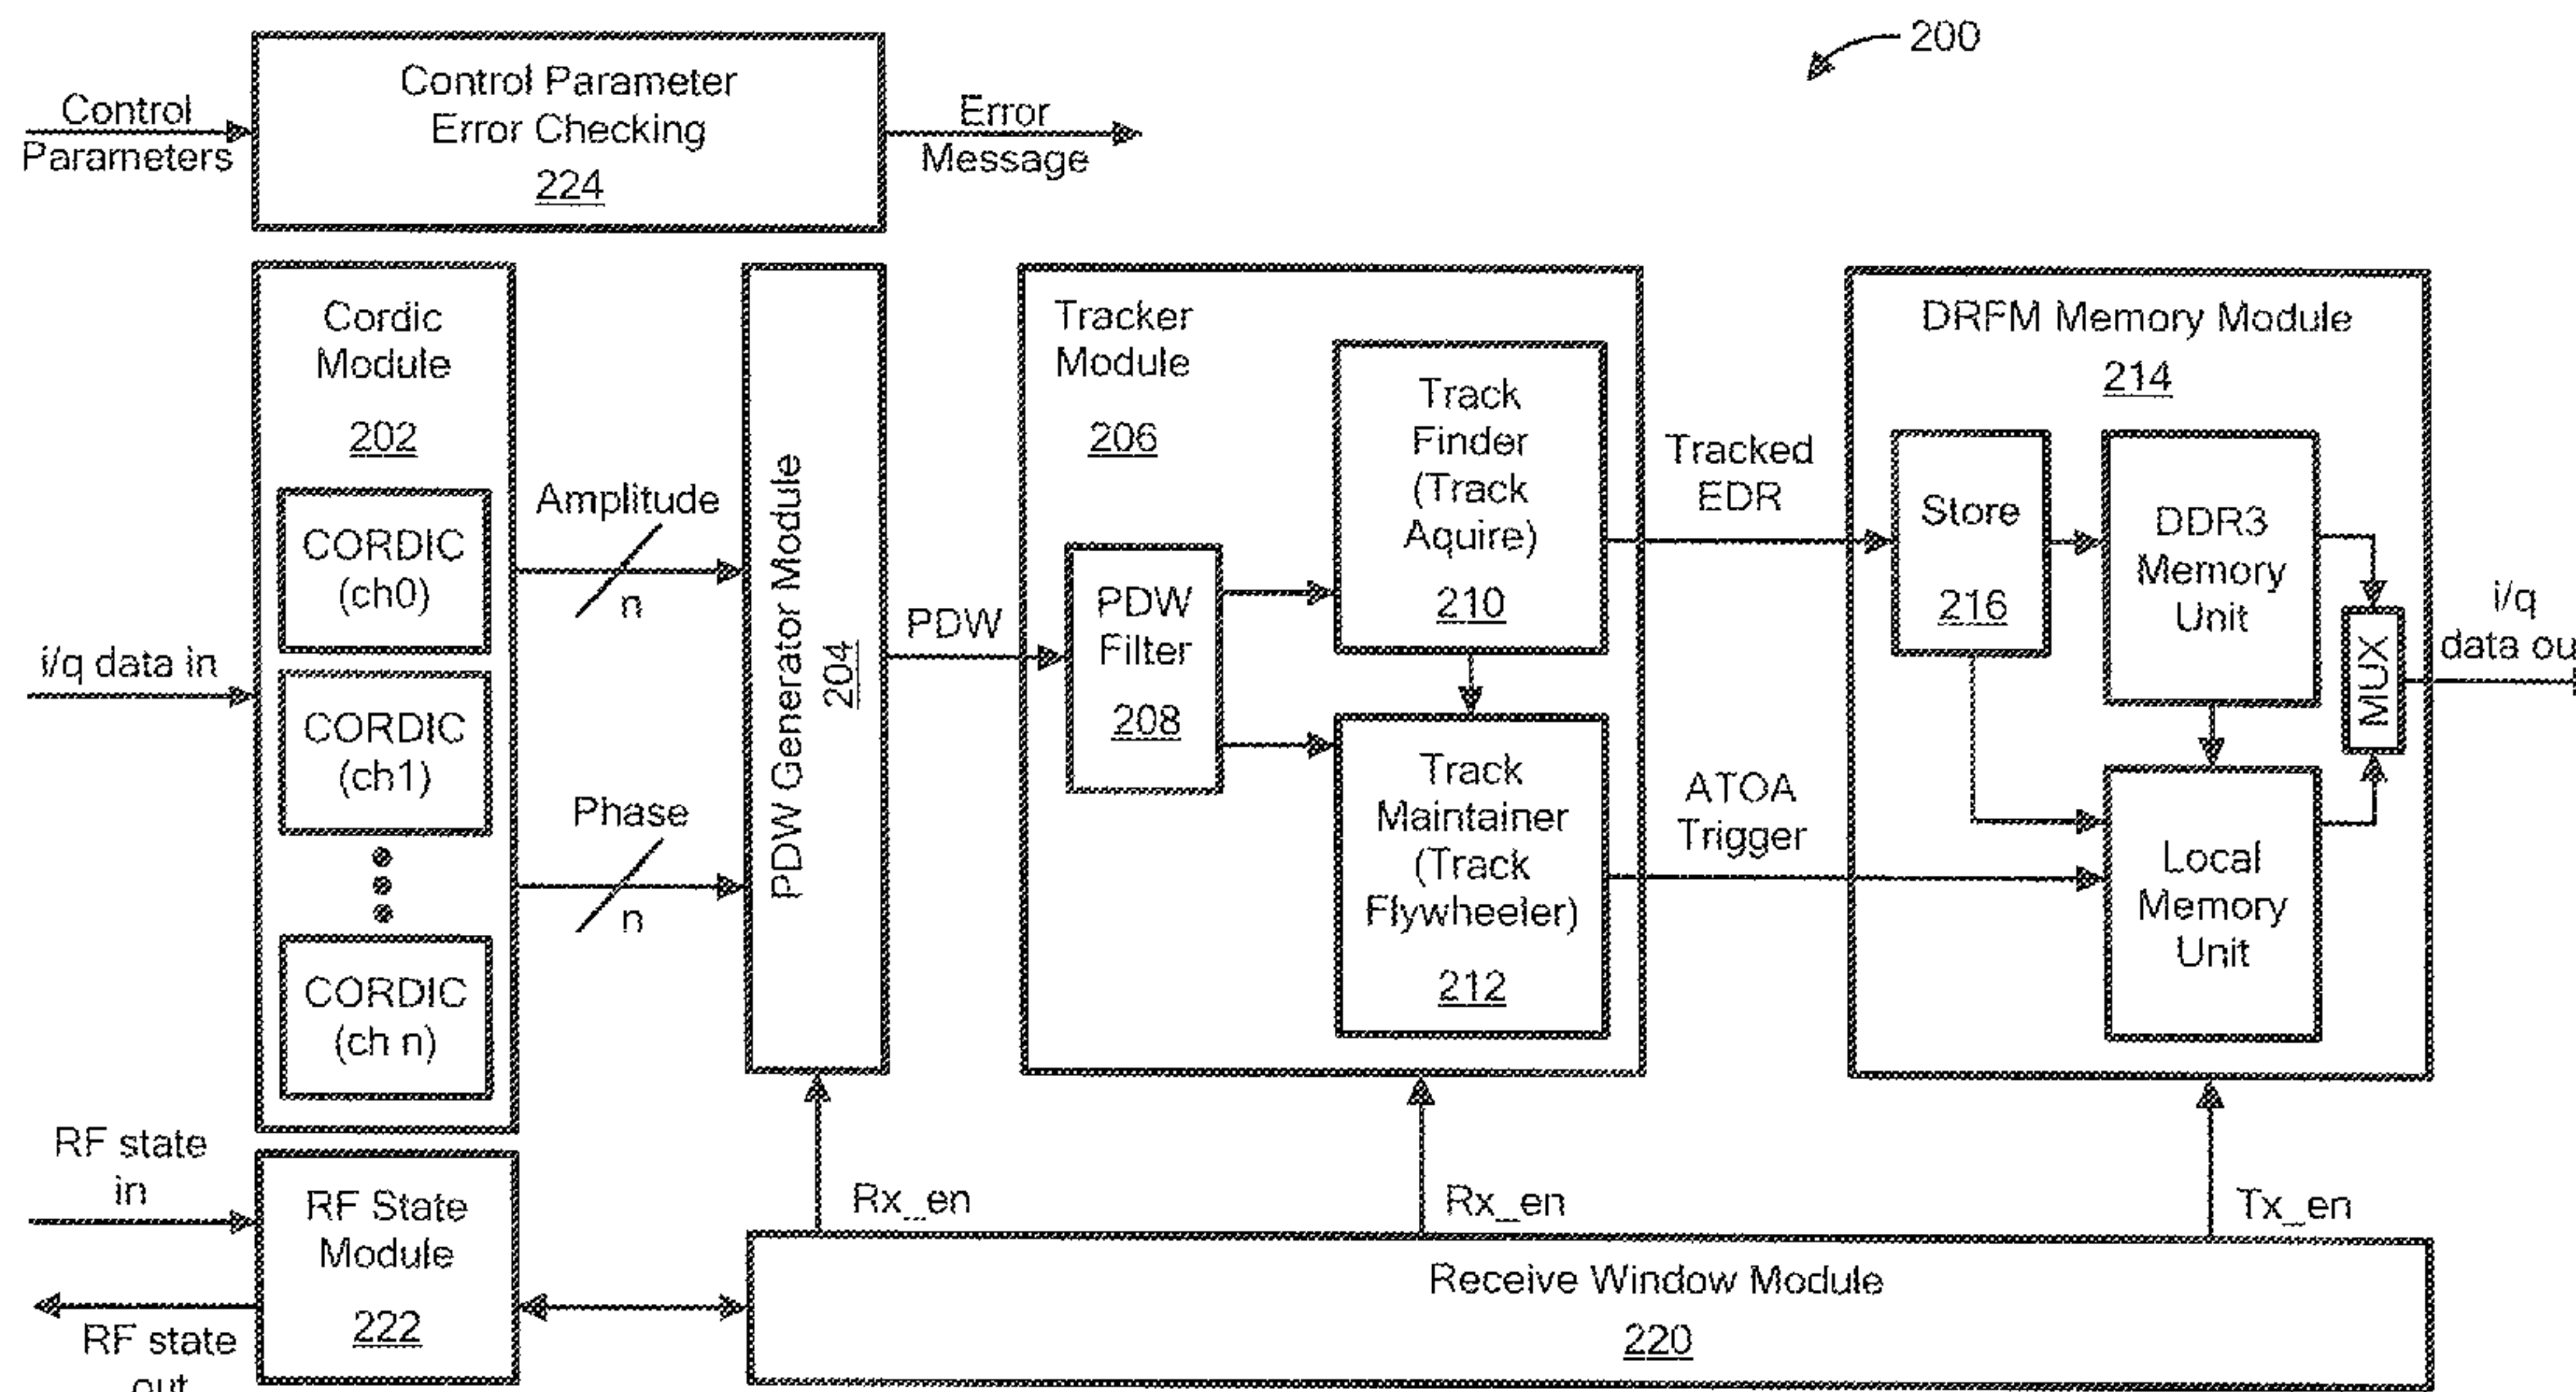 200
Control
Parameters
Control Parameter
Error Checking
224
Error
Message
Cordic
Module
202
CORDIC
(ch0)
CORDIC
(ch1)
CORDIC
(ch n)
i/q data in
Amplitude
n
Phase
n
PDW Generator Module
204
PDW
Tracker
Module
206
PDW
Filter
208
Track
Finder
(Track
Aquire)
210
Track
Maintainer
(Track
Flywheeler)
212
Tracked
EDR
ATOA
Trigger
DRFM Memory Module
214
Store
216
DDR3
Memory
Unit
Local
Memory
Unit
MUX
i/q
data ou
RF state
in
RF State
Module
222
RF state
out
Rx_en
Rx_en
Tx_en
Receive Window Module
220